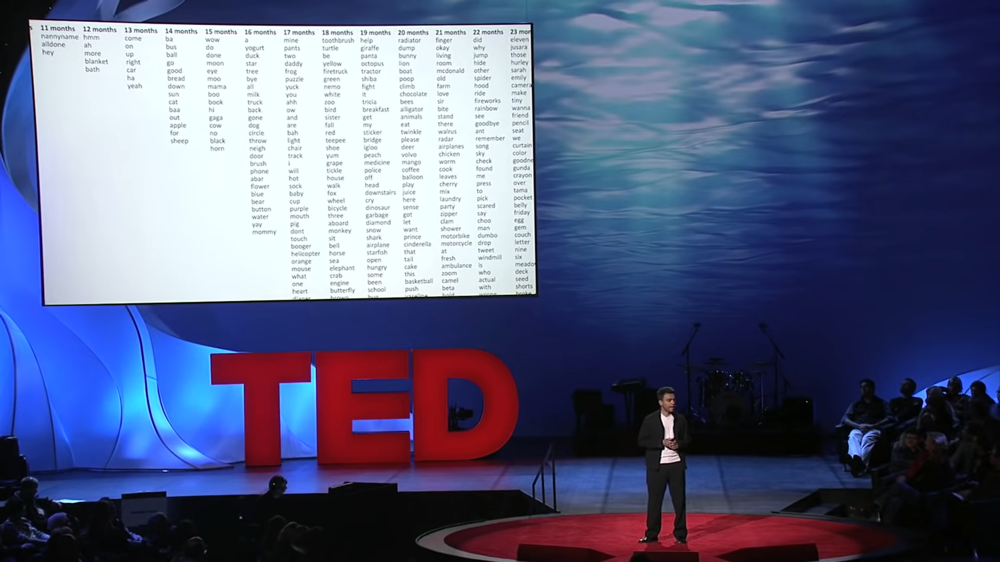 11 months
nannyname
alldone
hey
12 months
hmm
ah
more
blanket
bath
13 months
come
on
up
right
car
ha
yeah
14 months
ba
bus
ball
go
good
bread
down
sun
cat
baa
out
apple
for
sheep
15 months
wow
do
done
moon
eye
moo
mama
boo
book
hi
gaga
cow
no
black
horn
16 months
a
yogurt
duck
star
tree
bye
all
milk
truck
back
gone
dog
circle
throw
neigh
door
brush
phone
abar
flower
blue
bear
button
water
yay
mommy
17 months
mine
pants
two
daddy
frog
puzzle
yuck
you
ahh
ow
and
are
bah
light
chair
track
i
will
hot
sock
baby
cup
purple
mouth
pig
dont
touch
booger
helicopter
orange
mouse
what
one
heart
diaper
18 months
toothbrush
turtle
be
yellow
firetruck
green
nemo
white
zoo
bird
sister
fall
red
teepee
shoe
yum
grape
tickle
house
walk
fox
wheel
bicycle
three
aboard
monkey
sit
bell
horse
sea
elephant
crab
engine
butterfly
brown
19 months
help
giraffe
panta
octopus
tractor
shiba
fight
it
tricia
breakfast
get
my
sticker
bridge
igloo
peach
medicine
police
off
head
downstairs
cry
dinosaur
garbage
diamond
snow
shark
airplane
starfish
open
hungry
some
been
school
20 months
radiator
dump
bunny
lion
boat
poop
climb
chocolate
bees
alligator
animals
eat
twinkle
please
deer
volvo
mango
coffee
balloon
play
juice
here
sense
got
let
want
prince
cinderella
that
tail
cake
this
basketball
push
vaseline
21 months
finger
okay
living
room
mcdonald
old
farm
love
sir
bite
stand
there
walrus
radar
airplanes
chicken
worm
cook
leaves
cherry
mix
laundry
party
zipper
clam
shower
motorbike
motorcycle
at
fresh
ambulance
zoom
camel
beta
hold
22 months
did
why
jump
hide
other
spider
hood
ride
fireworks
rainbow
see
goodbye
ant
remember
song
sky
check
found
me
press
to
pick
scared
say
choo
man
dumbo
drop
tweet
windmill
is
who
actual
with
wrong
23 mon
eleven
jusara
those
hurley
sarah
emily
camera
make
tiny
wanna
friend
pencil
seat
we
curtain
color
goodne
gunda
crayon
over
tama
pocket
belly
friday
egg
gem
couch
letter
nine
six
meado
deck
seed
shorts
broke
TED